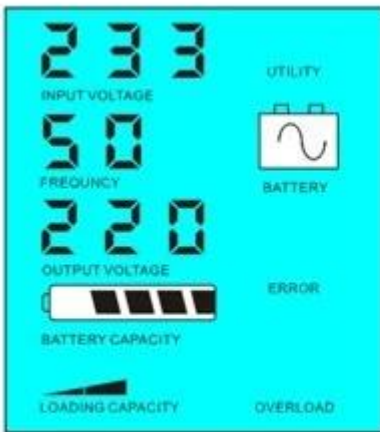 233
UTILITY
INPUT VOLTAGE
50
FREQUNCY
BATTERY
220
OUTPUT VOLTAGE
ERROR
BATTERY CAPACITY
LOADING CAPACITY
OVERLOAD